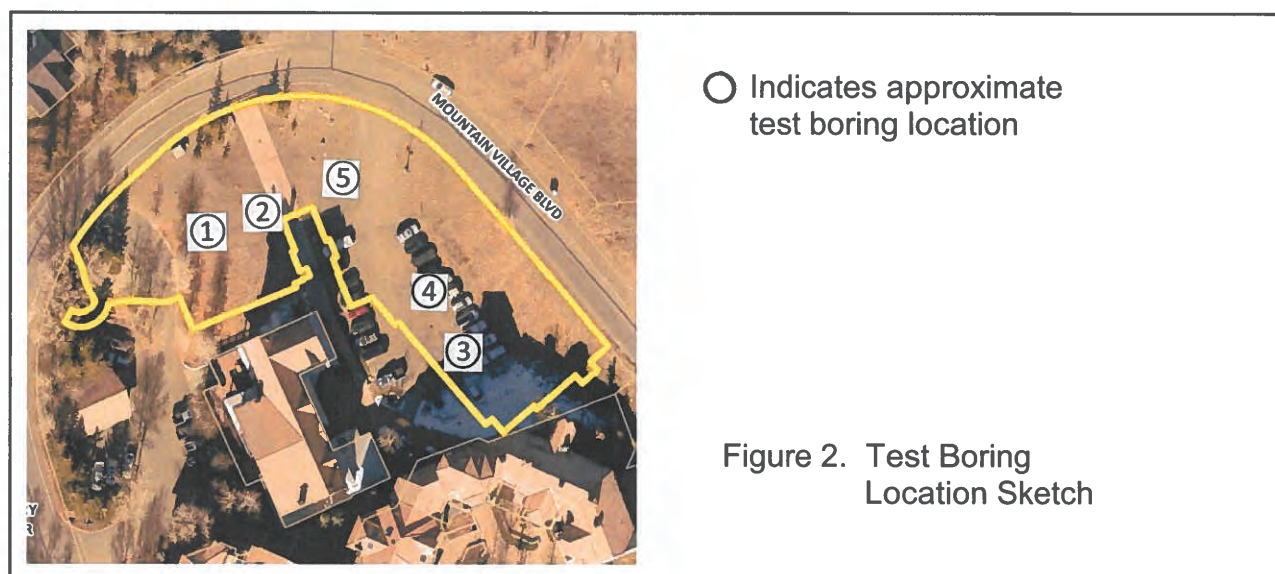 MOUNTAIN VILLAGE BLVD
⑤
②
①
④
③
Y
R
○ Indicates approximate
test boring location
Figure 2. Test Boring
Location Sketch